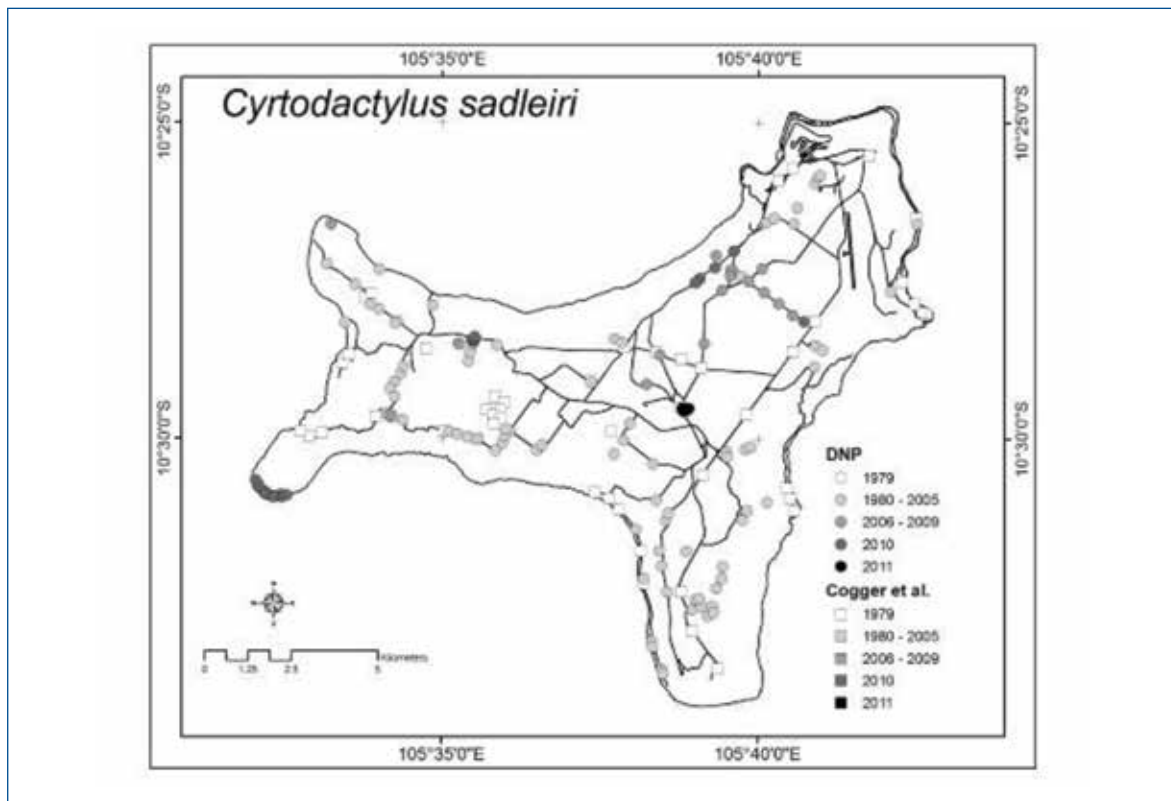 105°35'0"E 105°40'0"E
Cyrtodactylus sadleiri
10°25'0"S 10°25'0"S
10°30'0"S 10°30'0"S
DNP
1979
1980 - 2005
2006 - 2009
2010
2011
Cogger et al.
1979
1980 - 2005
2006 - 2009
2010
2011
Kilometers
0 1.25 2.5 5
105°35'0"E 105°40'0"E